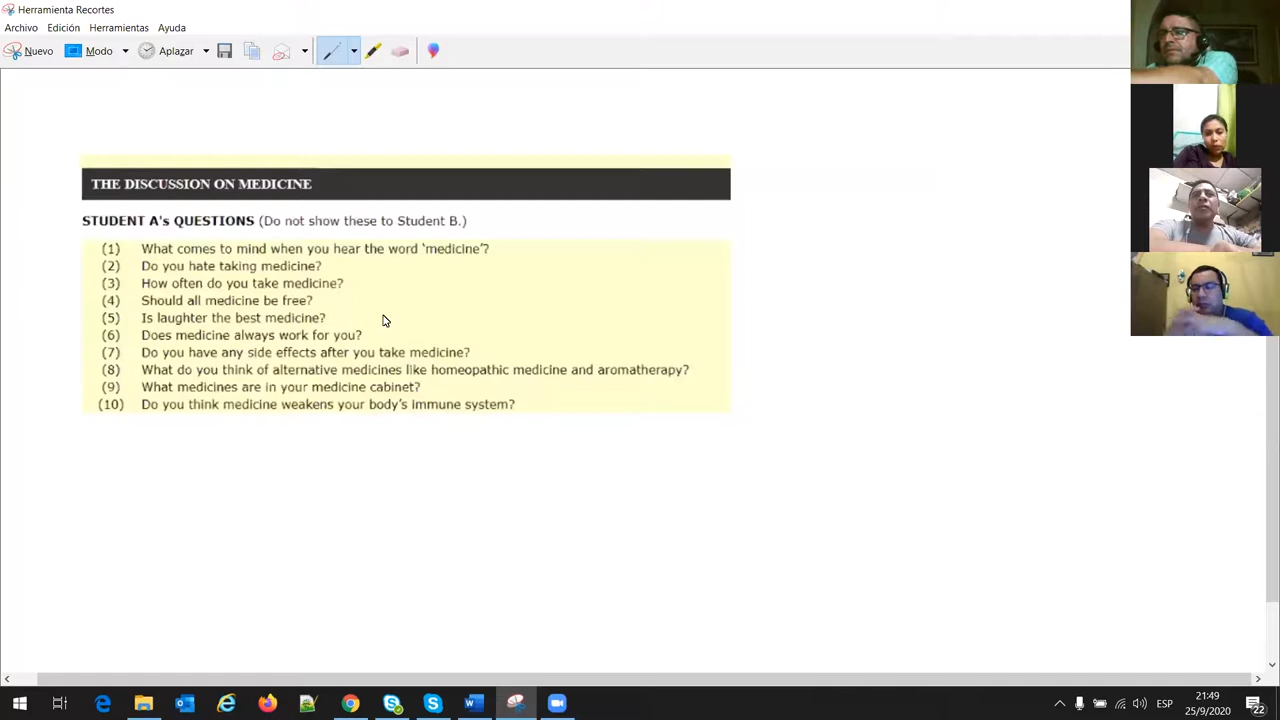 Herramienta Recortes
Archivo Edición Herramientas Ayuda
Nuevo Modo Aplazar
THE DISCUSSION ON MEDICINE
STUDENT A's QUESTIONS (Do not show these to Student B.)
(1) What comes to mind when you hear the word ‘medicine’?
(2) Do you hate taking medicine?
(3) How often do you take medicine?
(4) Should all medicine be free?
(5) Is laughter the best medicine?
(6) Does medicine always work for you?
(7) Do you have any side effects after you take medicine?
(8) What do you think of alternative medicines like homeopathic medicine and aromatherapy?
(9) What medicines are in your medicine cabinet?
(10) Do you think medicine weakens your body’s immune system?
ESP
21:49
25/9/2020
22